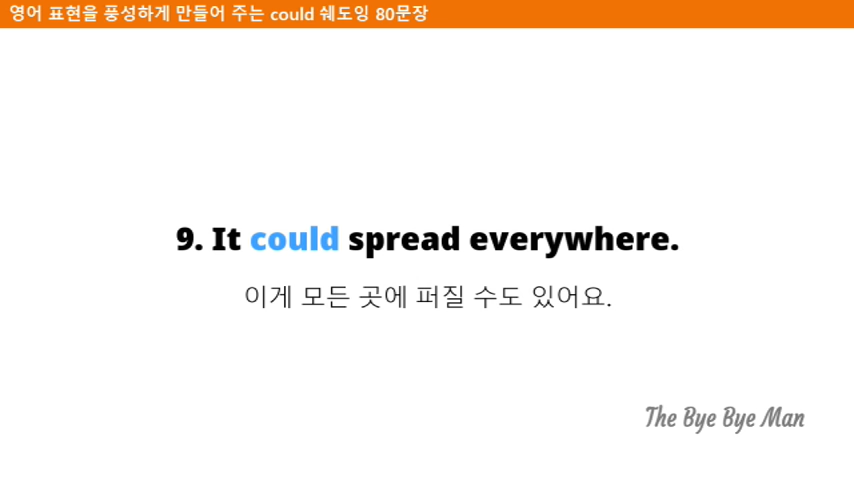 영어 표현을 풍성하게 만들어 주는 could 쉐도잉 80문장
9. It could spread everywhere.
이게 모든 곳에 퍼질 수도 있어요.
The Bye Bye Man